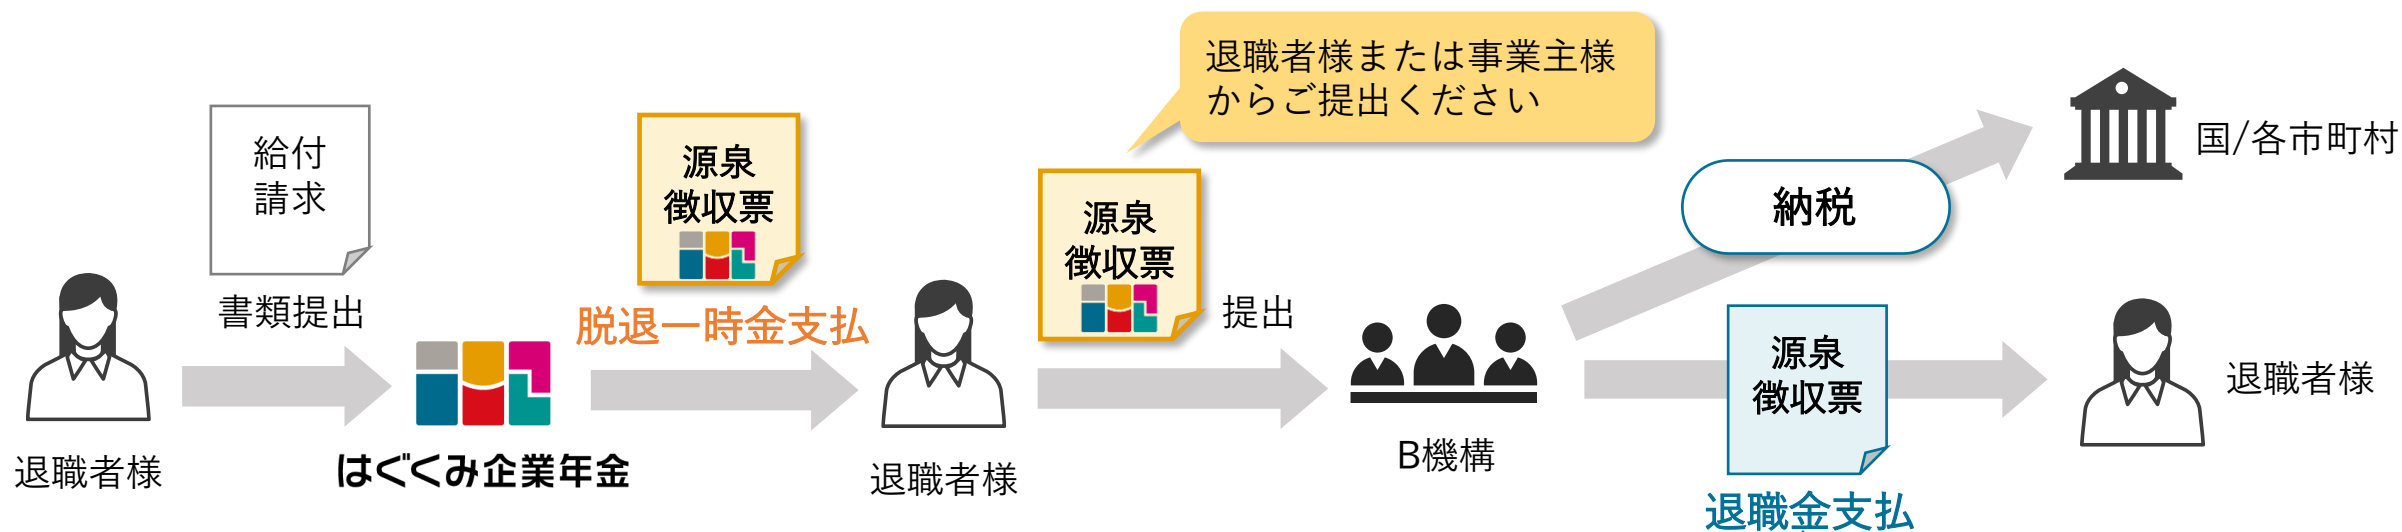 給付
請求
書類提出
退職者様
はぐくみ企業年金
源泉
徴収票
脱退一時金支払
退職者様
退職者様または事業主様
からご提出ください
源泉
徴収票
提出
B機構
納税
国/各市町村
源泉
徴収票
退職金支払
退職者様